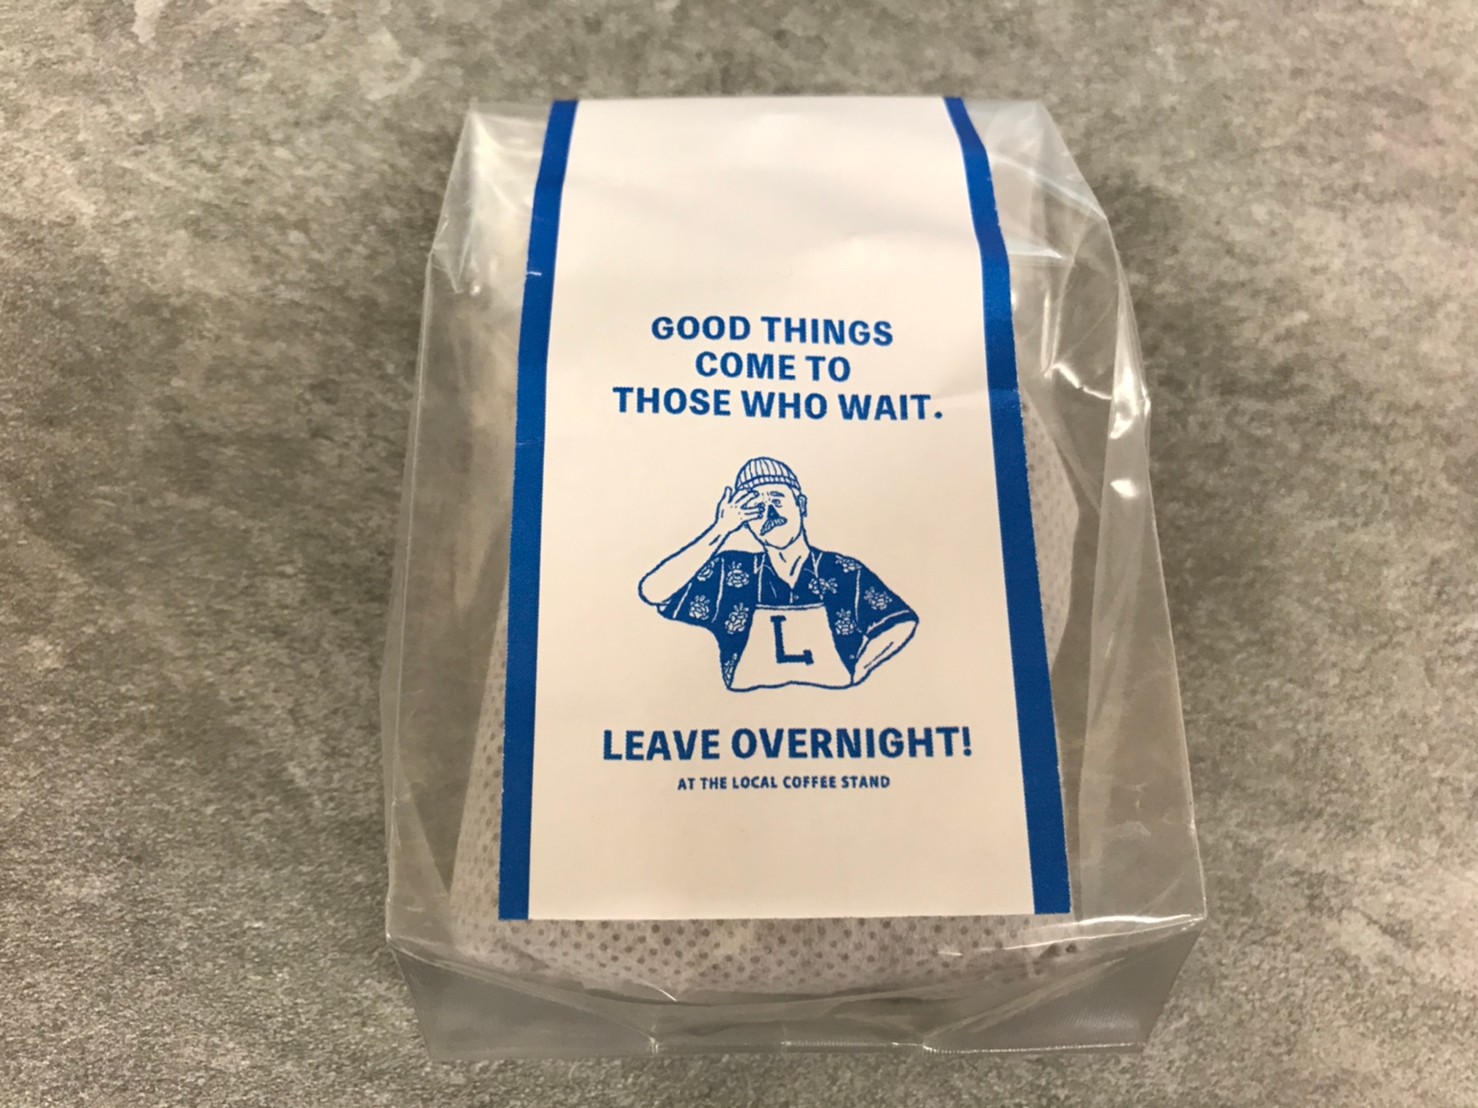 GOOD THINGS
COME TO
THOSE WHO WAIT.
L
LEAVE OVERNIGHT!
AT THE LOCAL COFFEE STAND